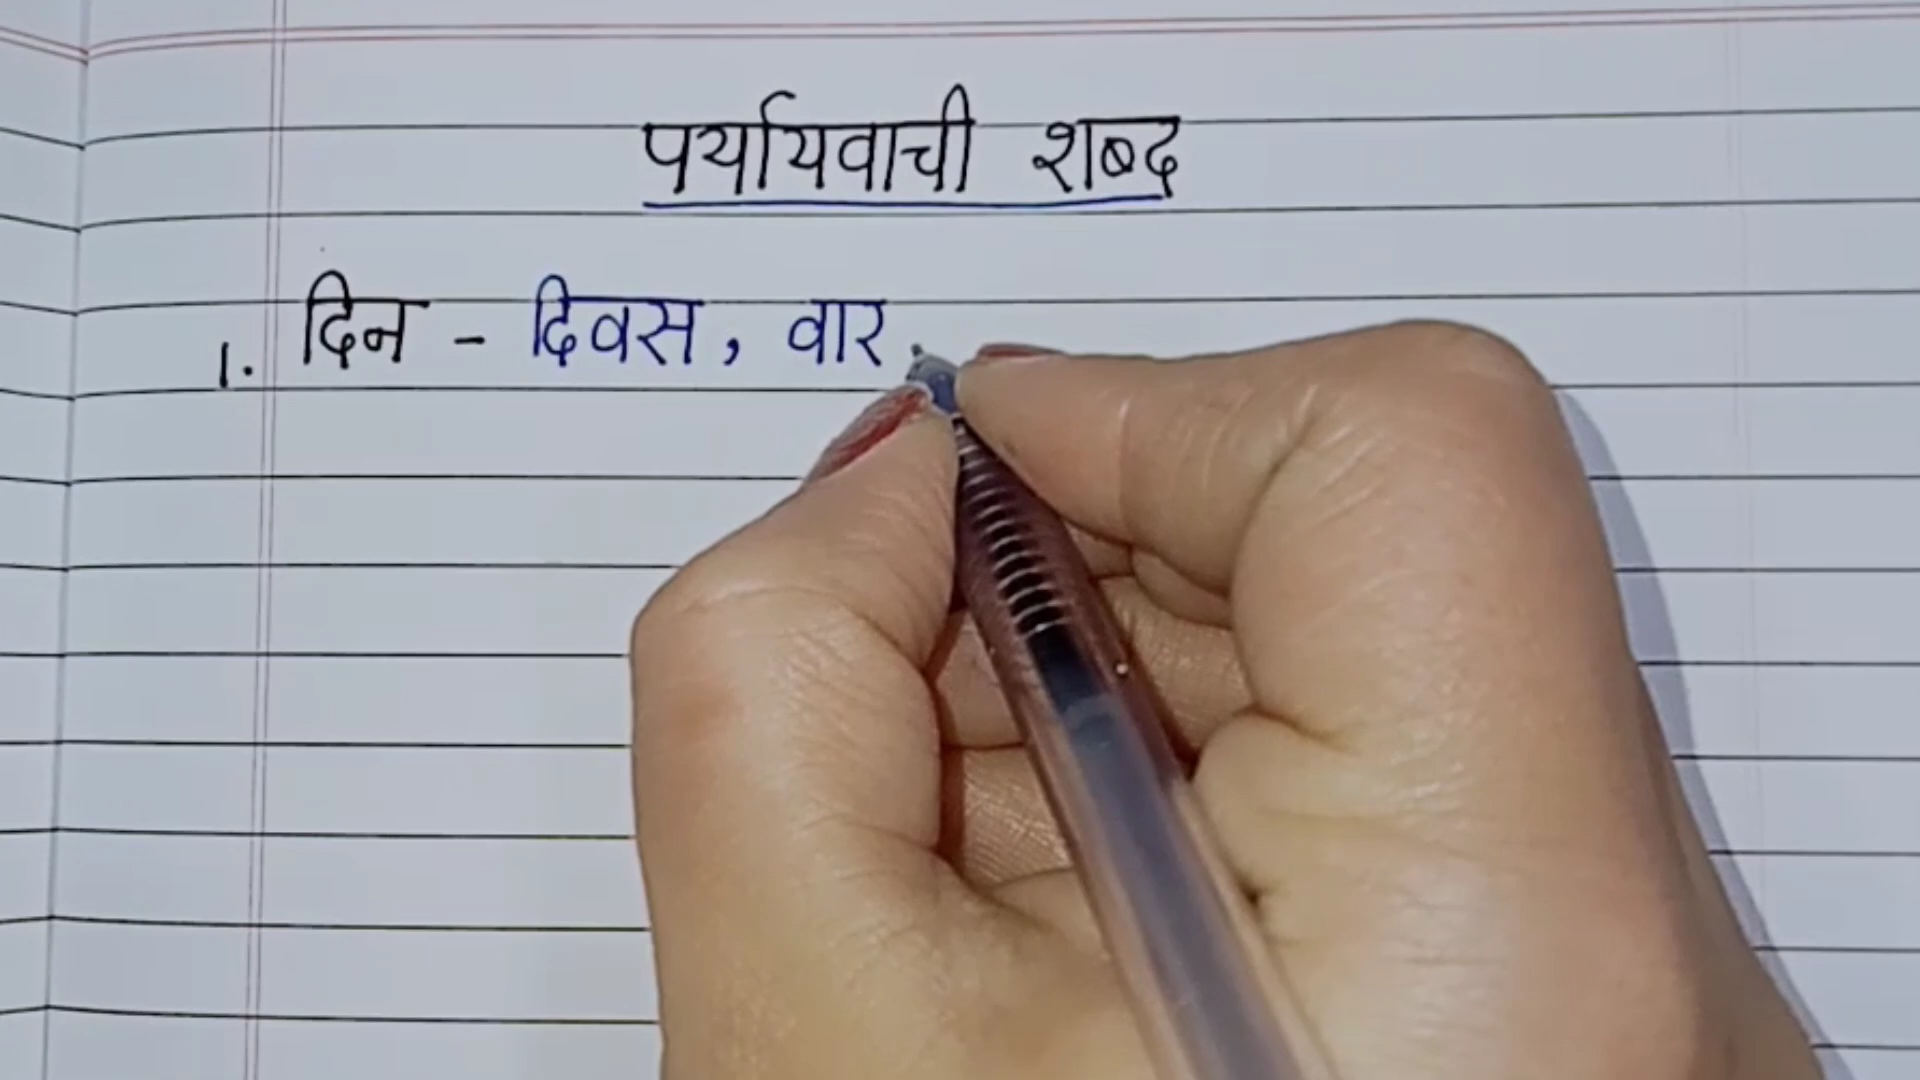 पर्यायवाची शब्द
1. दिन - दिवस, वार